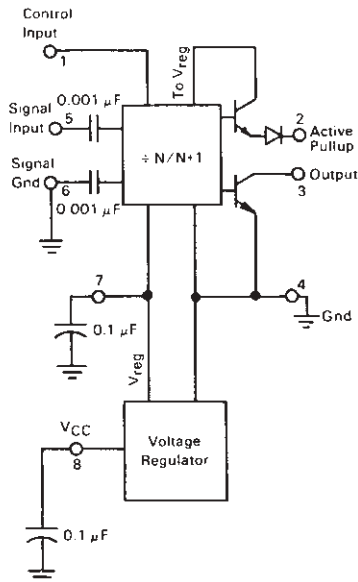 Control
Input
1
To Vreg
0.001 µF
Signal
Input
5
2
Active
Pullup
÷ N/N+1
Signal
Gnd
6
0.001 µF
Output
3
7
4
Gnd
0.1 µF
Vreg
VCC
8
Voltage
Regulator
0.1 µF